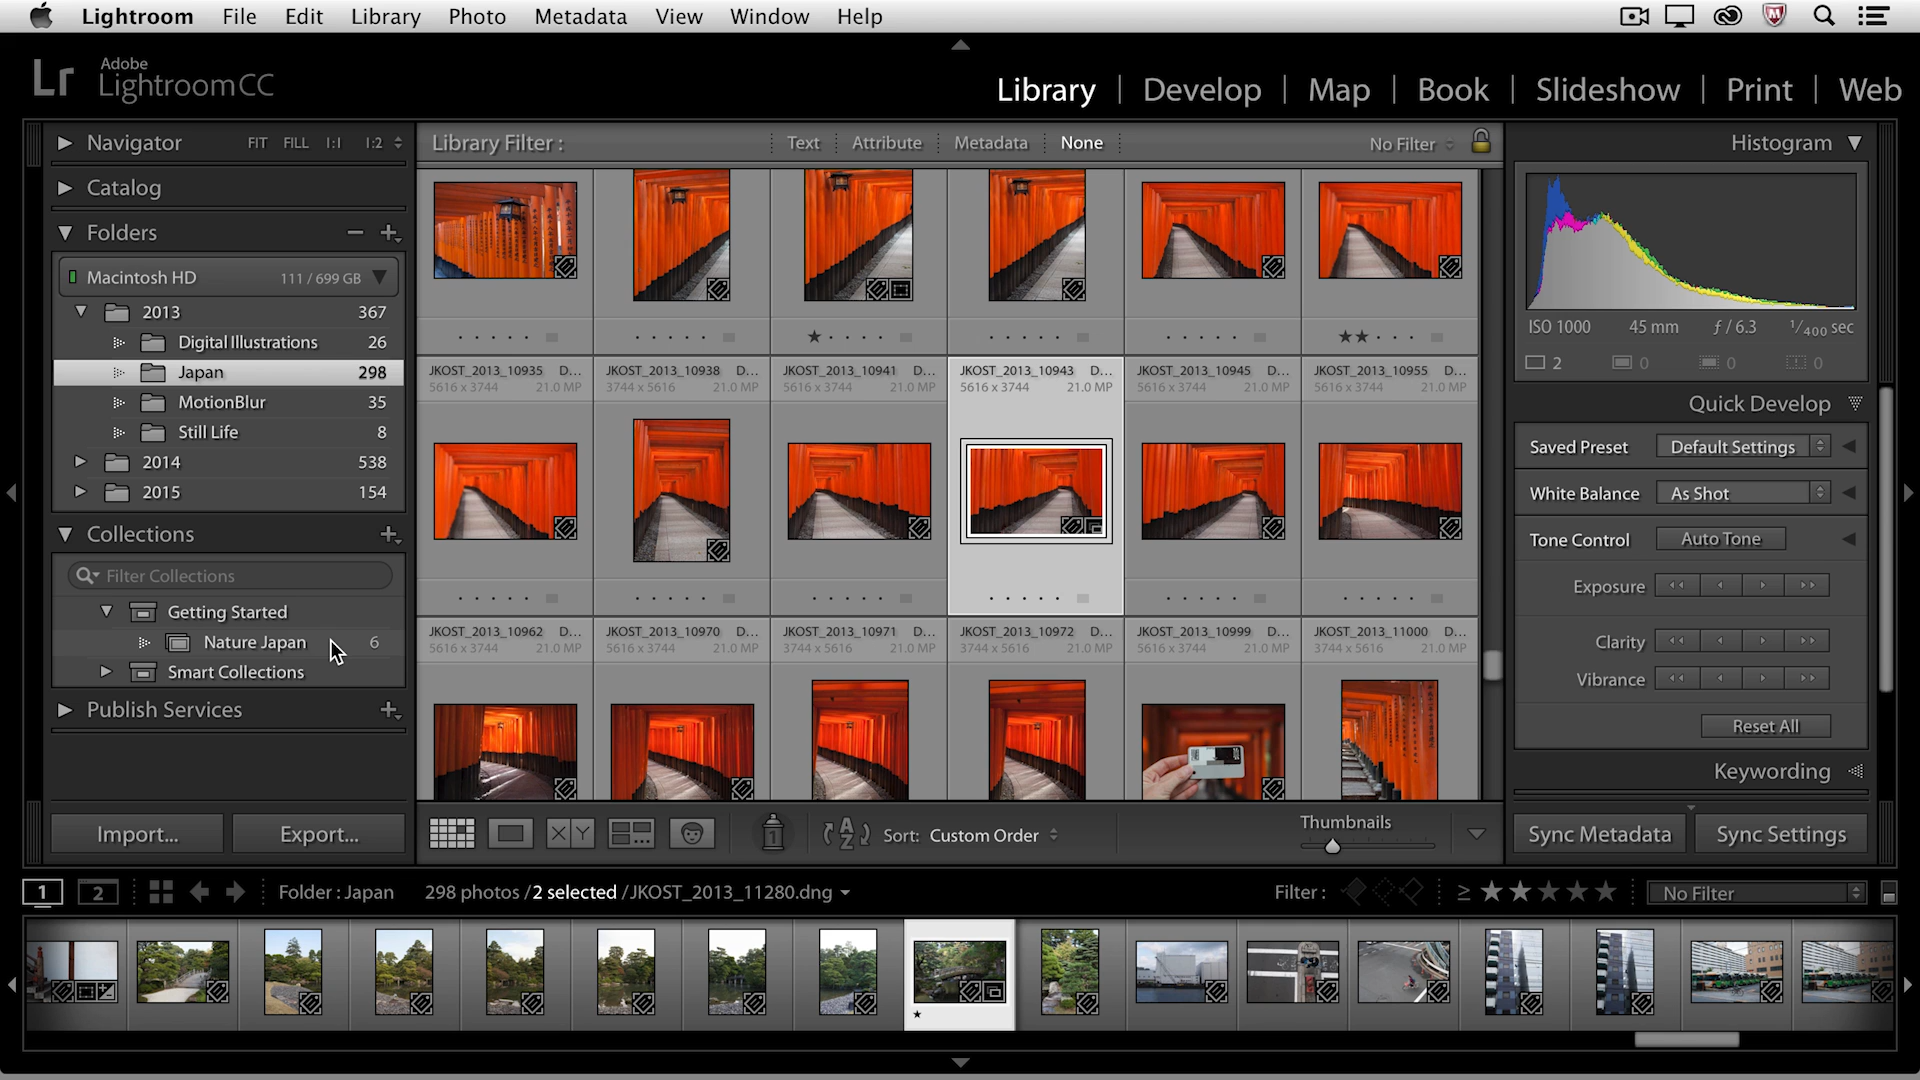 Lightroom File Edit Library Photo Metadata View Window Help
Lr Adobe
Lightroom CC
Library | Develop | Map | Book | Slideshow | Print | Web
Navigator FIT FILL 1:1 1:2
Catalog
Folders
Macintosh HD 111 / 699 GB
2013 367
Digital Illustrations 26
Japan 298
MotionBlur 35
Still Life 8
2014 538
2015 154
Collections
Filter Collections
Getting Started
Nature Japan 6
Smart Collections
Publish Services
Import... Export...
Library Filter : Text Attribute Metadata None No Filter
JKOST_2013_10935 D...
5616 x 3744 21.0 MP
JKOST_2013_10938 D...
3744 x 5616 21.0 MP
JKOST_2013_10941 D...
5616 x 3744 21.0 MP
JKOST_2013_10943 D...
5616 x 3744 21.0 MP
JKOST_2013_10945 D...
5616 x 3744 21.0 MP
JKOST_2013_10955 D...
5616 x 3744 21.0 MP
JKOST_2013_10962 D...
5616 x 3744 21.0 MP
JKOST_2013_10970 D...
5616 x 3744 21.0 MP
JKOST_2013_10971 D...
3744 x 5616 21.0 MP
JKOST_2013_10972 D...
3744 x 5616 21.0 MP
JKOST_2013_10999 D...
5616 x 3744 21.0 MP
JKOST_2013_11000 D...
3744 x 5616 21.0 MP
Sort: Custom Order
Thumbnails
Histogram
ISO 1000 45 mm ƒ / 6.3 1/400 sec
2 0 0 0
Quick Develop
Saved Preset Default Settings
White Balance As Shot
Tone Control Auto Tone
Exposure
Clarity
Vibrance
Reset All
Keywording
Sync Metadata Sync Settings
1 2 Folder : Japan 298 photos / 2 selected / JKOST_2013_11280.dng Filter : ≥ No Filter